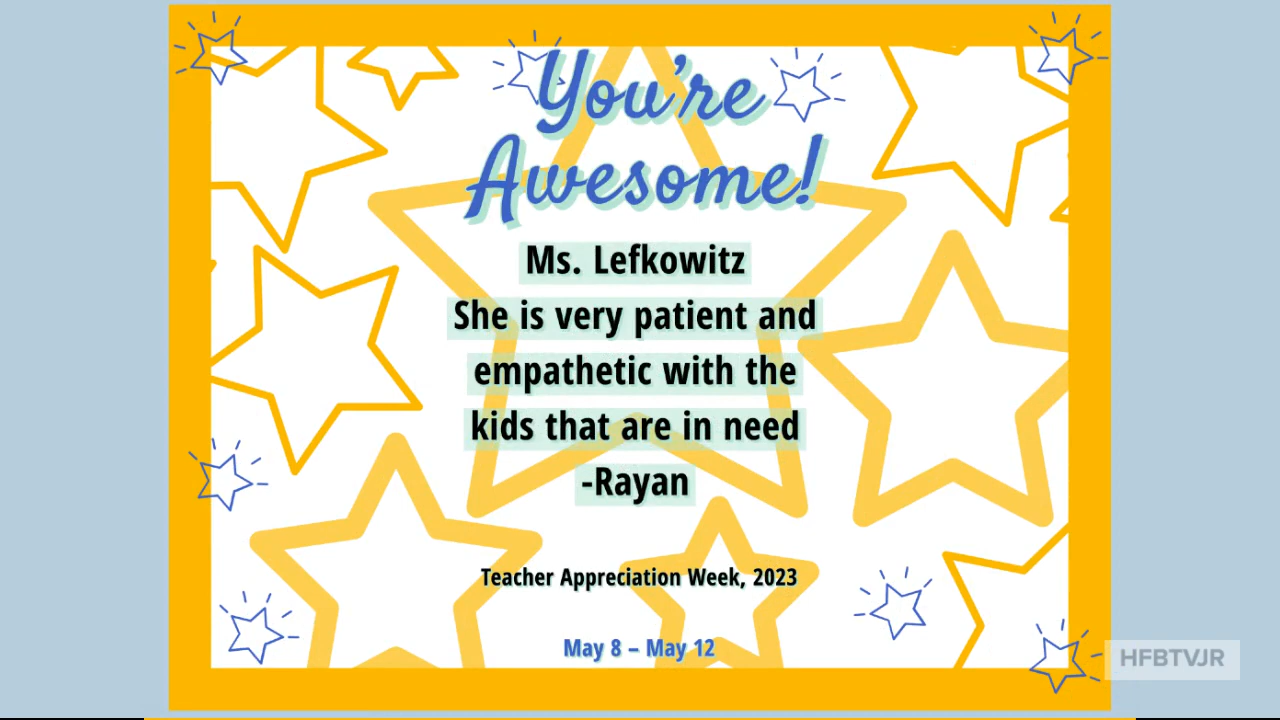 You're
Awesome!
Ms. Lefkowitz
She is very patient and
empathetic with the
kids that are in need
-Rayan
Teacher Appreciation Week, 2023
May 8 – May 12
HFBTVJR